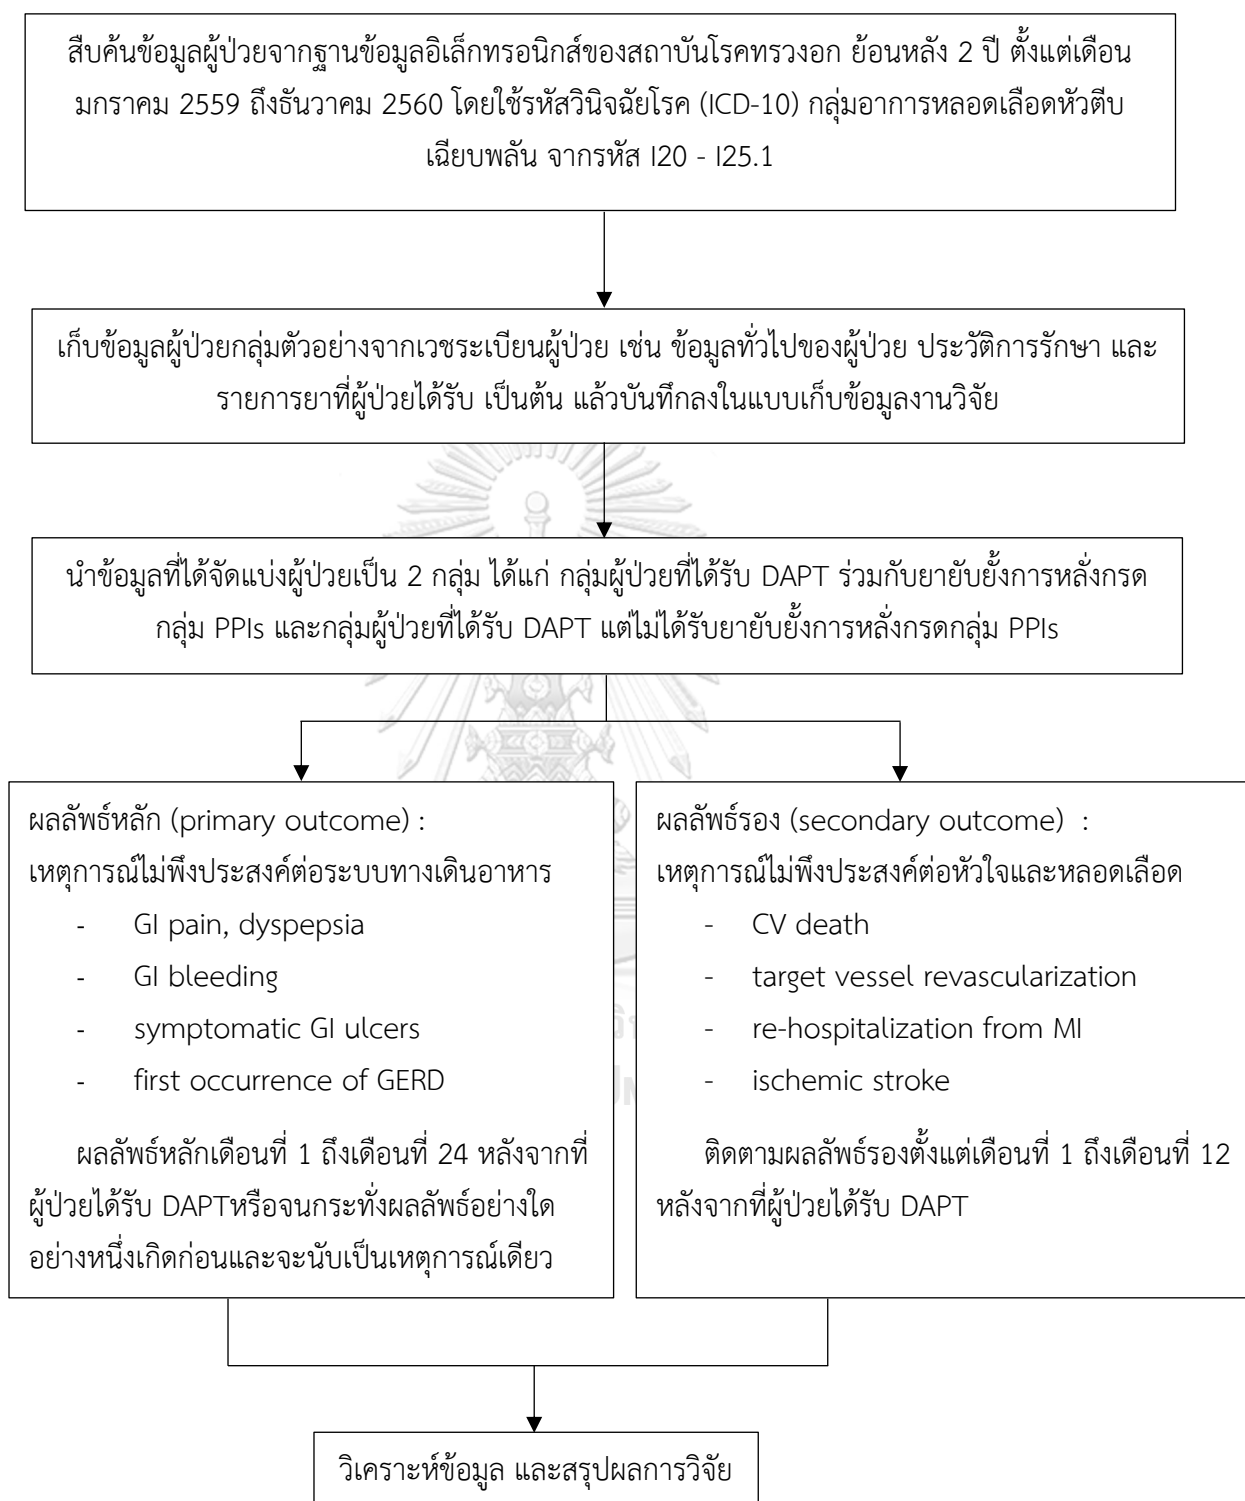 สืบค้นข้อมูลผู้ป่วยจากฐานข้อมูลอิเล็กทรอนิกส์ของสถาบันโรคทรวงอก ย้อนหลัง 2 ปี ตั้งแต่เดือน
มกราคม 2559 ถึงธันวาคม 2560 โดยใช้รหัสวินิจฉัยโรค (ICD-10) กลุ่มอาการหลอดเลือดหัวตีบ
เฉียบพลัน จากรหัส I20 - I25.1
เก็บข้อมูลผู้ป่วยกลุ่มตัวอย่างจากเวชระเบียนผู้ป่วย เช่น ข้อมูลทั่วไปของผู้ป่วย ประวัติการรักษา และ
รายการยาที่ผู้ป่วยได้รับ เป็นต้น แล้วบันทึกลงในแบบเก็บข้อมูลงานวิจัย
นำข้อมูลที่ได้จัดแบ่งผู้ป่วยเป็น 2 กลุ่ม ได้แก่ กลุ่มผู้ป่วยที่ได้รับ DAPT ร่วมกับยายับยั้งการหลั่งกรด
กลุ่ม PPIs และกลุ่มผู้ป่วยที่ได้รับ DAPT แต่ไม่ได้รับยายับยั้งการหลั่งกรดกลุ่ม PPIs
ผลลัพธ์หลัก (primary outcome) :
เหตุการณ์ไม่พึงประสงค์ต่อระบบทางเดินอาหาร
- GI pain, dyspepsia
- GI bleeding
- symptomatic GI ulcers
- first occurrence of GERD
ผลลัพธ์หลักเดือนที่ 1 ถึงเดือนที่ 24 หลังจากที่
ผู้ป่วยได้รับ DAPTหรือจนกระทั่งผลลัพธ์อย่างใด
อย่างหนึ่งเกิดก่อนและจะนับเป็นเหตุการณ์เดียว
ผลลัพธ์รอง (secondary outcome) :
เหตุการณ์ไม่พึงประสงค์ต่อหัวใจและหลอดเลือด
- CV death
- target vessel revascularization
- re-hospitalization from MI
- ischemic stroke
ติดตามผลลัพธ์รองตั้งแต่เดือนที่ 1 ถึงเดือนที่ 12
หลังจากที่ผู้ป่วยได้รับ DAPT
วิเคราะห์ข้อมูล และสรุปผลการวิจัย